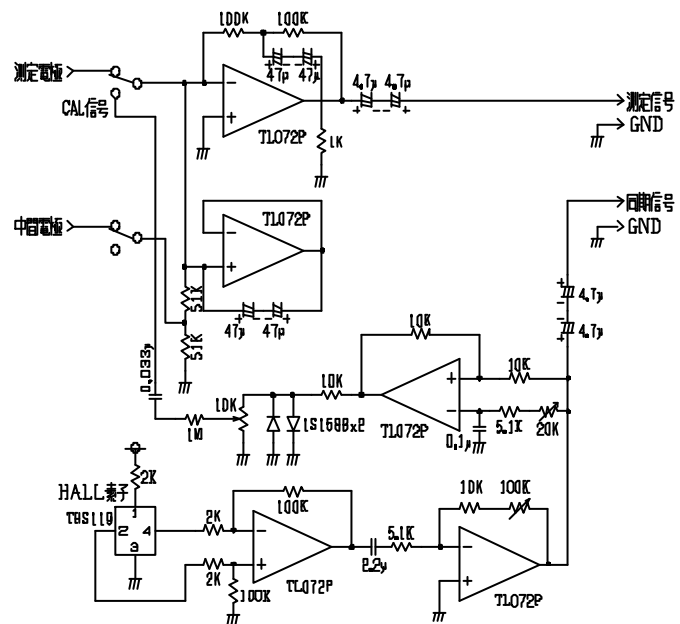 100K 100K
47μ 47μ
測定電極
CAL信号
TL072P
1K
4.7μ 4.7μ
測定信号
GND
中間電極
TL072P
同期信号
GND
51K
51K
47μ 47μ
4.7μ
4.7μ
0.033μ
10K
10K
10K
10K
1M
1S1588x2
TL072P
0.1μ
5.1K
20K
HALL素子
2K
THS119
1
2 4
3
2K
2K
100K
100K
TL072P
2.2μ
5.1K
10K 100K
TL072P